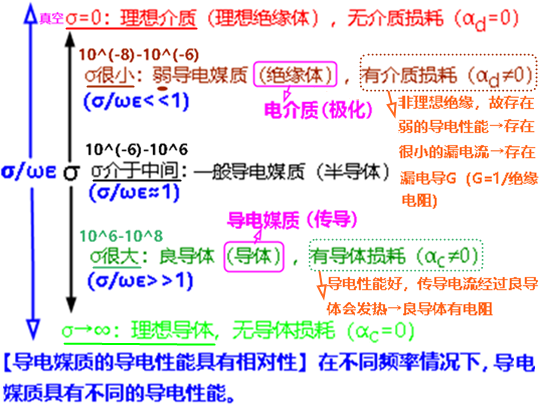 真空 σ=0：理想介质（理想绝缘体），无介质损耗（αd=0）
10^(-8)-10^(-6)
σ很小：弱导电媒质（绝缘体），有介质损耗（αd≠0）
(σ/ωε<<1)
电介质(极化)
非理想绝缘，故存在
弱的导电性能→存在
很小的漏电流→存在
漏电导G（G=1/绝缘
电阻）
10^(-6)-10^6
σ/ωε σ σ介于中间：一般导电媒质（半导体）
(σ/ωε≈1)
导电媒质(传导)
10^6-10^8
σ很大：良导体（导体），有导体损耗（αc≠0）
(σ/ωε>>1)
导电性能好，传导电流经过良导
体会发热→良导体有电阻
σ→∞：理想导体，无导体损耗（αc=0）
【导电媒质的导电性能具有相对性】在不同频率情况下，导电
媒质具有不同的导电性能。